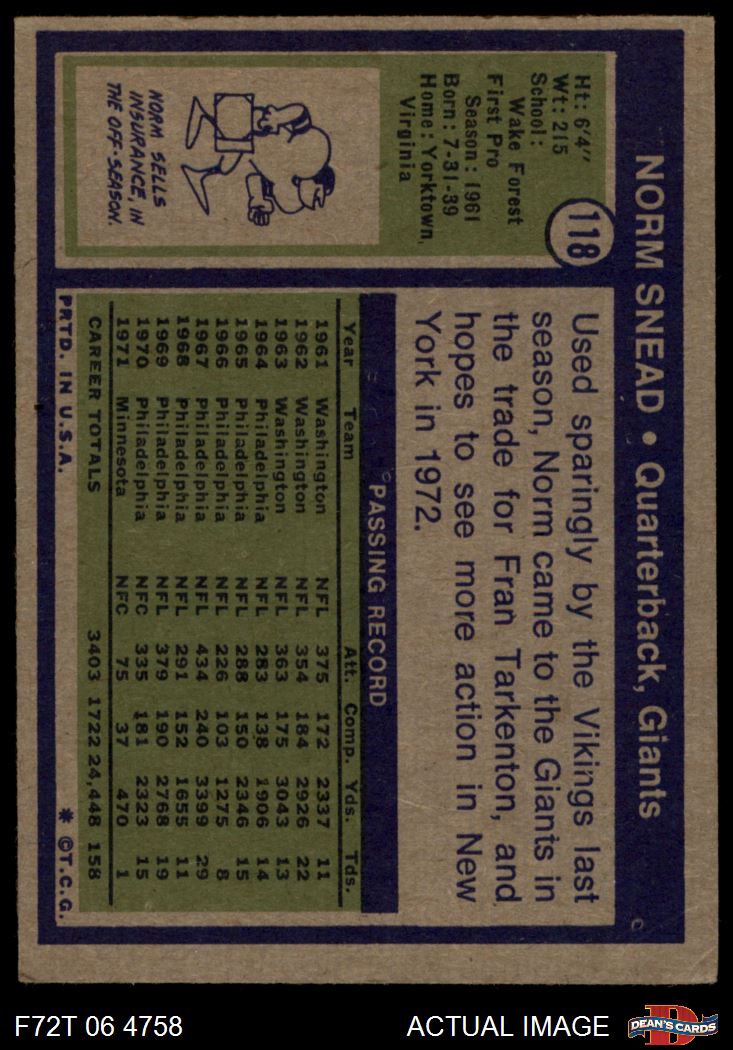 NORM SNEAD • Quarterback, Giants
118
Ht: 6'4"
Wt: 215
School:
Wake Forest
First Pro
Season: 1961
Born: 7-31-39
Home: Yorktown,
Virginia
NORM SELLS
INSURANCE, IN
THE OFF-SEASON.
Used sparingly by the Vikings last
season, Norm came to the Giants in
the trade for Fran Tarkenton, and
hopes to see more action in New
York in 1972.
PASSING RECORD
Year Team Att. Comp. Yds. Tds.
1961 Washington NFL 375 172 2337 11
1962 Washington NFL 354 184 2926 22
1963 Washington NFL 363 175 3043 13
1964 Philadelphia NFL 283 138 1906 14
1965 Philadelphia NFL 288 150 2346 15
1966 Philadelphia NFL 226 103 1275 8
1967 Philadelphia NFL 434 240 3399 29
1968 Philadelphia NFL 291 152 1655 11
1969 Philadelphia NFL 379 190 2768 19
1970 Philadelphia NFC 335 181 2323 15
1971 Minnesota NFC 75 37 470 1
CAREER TOTALS 3403 1722 24,448 158
PRTD. IN U.S.A. * ©T.C.G.
F72T 06 4758 ACTUAL IMAGE
D
DEAN'S CARDS